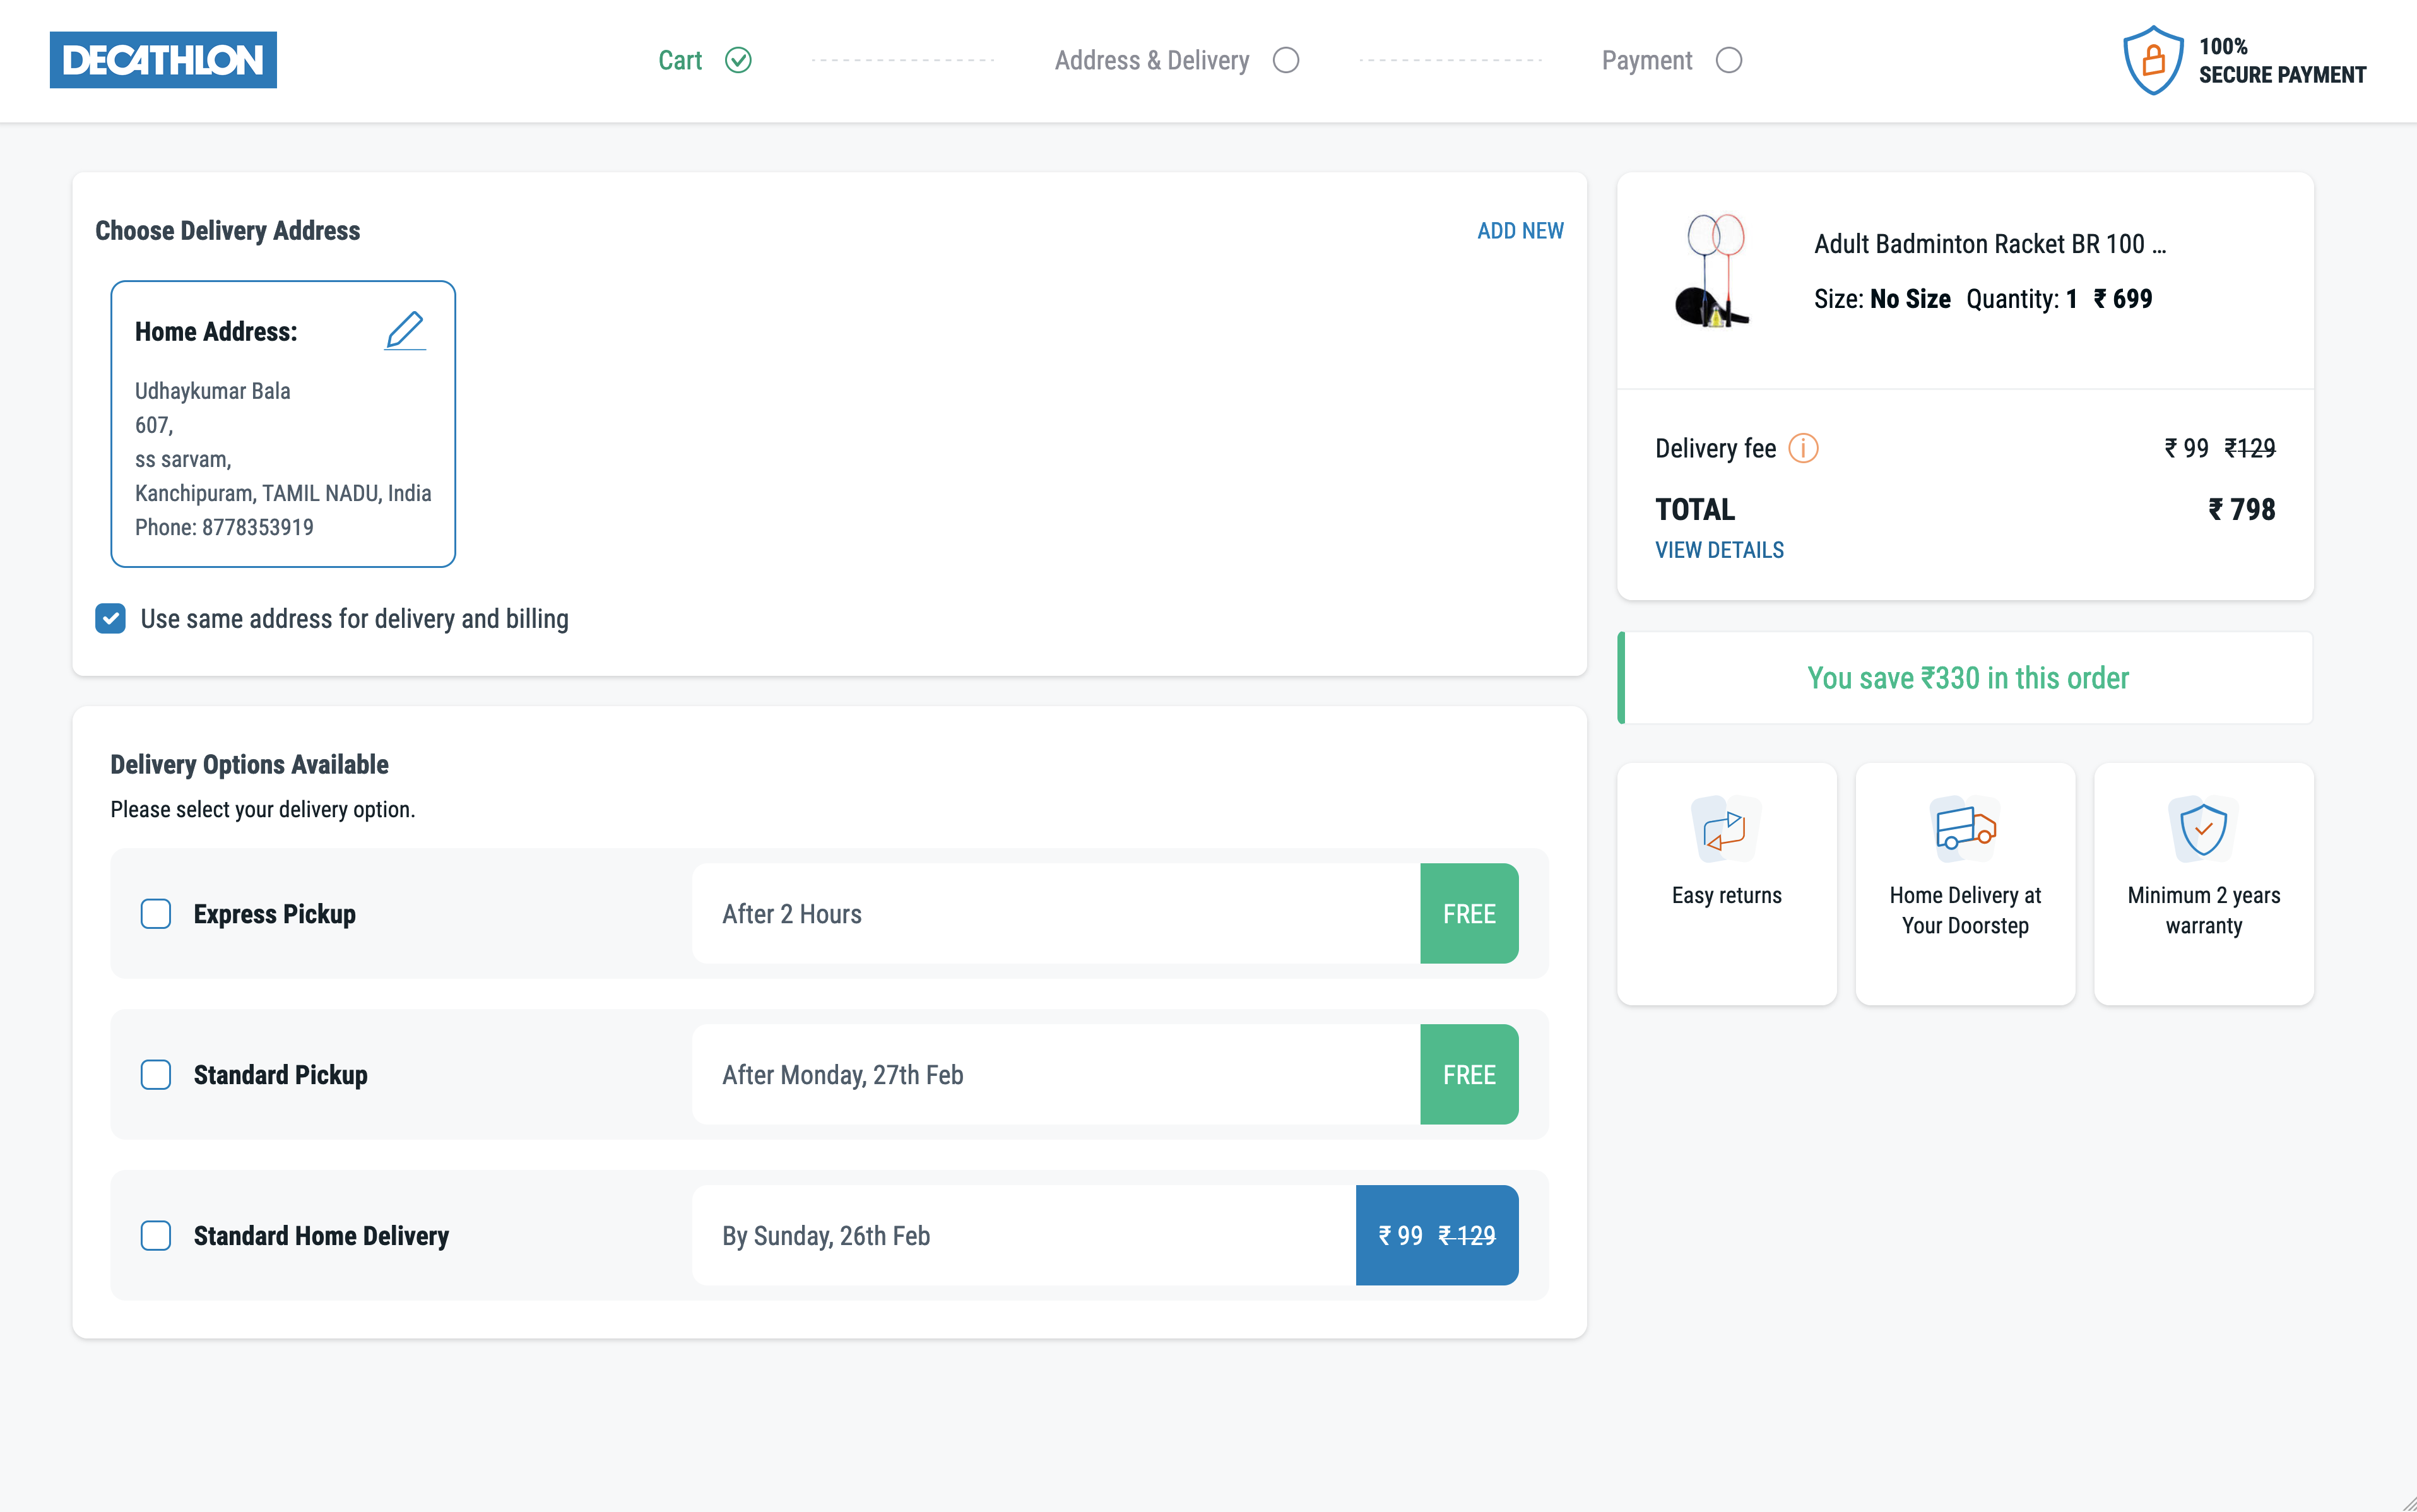 DECATHLON
Cart
Address & Delivery
Payment
100%
SECURE PAYMENT
Choose Delivery Address
ADD NEW
Home Address:
Udhaykumar Bala
607,
ss sarvam,
Kanchipuram, TAMIL NADU, India
Phone: 8778353919
Use same address for delivery and billing
Delivery Options Available
Please select your delivery option.
Express Pickup
After 2 Hours
FREE
Standard Pickup
After Monday, 27th Feb
FREE
Standard Home Delivery
By Sunday, 26th Feb
₹ 99 ₹ 129
Adult Badminton Racket BR 100 ...
Size: No Size Quantity: 1 ₹ 699
Delivery fee
₹ 99 ₹129
TOTAL
₹ 798
VIEW DETAILS
You save ₹330 in this order
Easy returns
Home Delivery at
Your Doorstep
Minimum 2 years
warranty